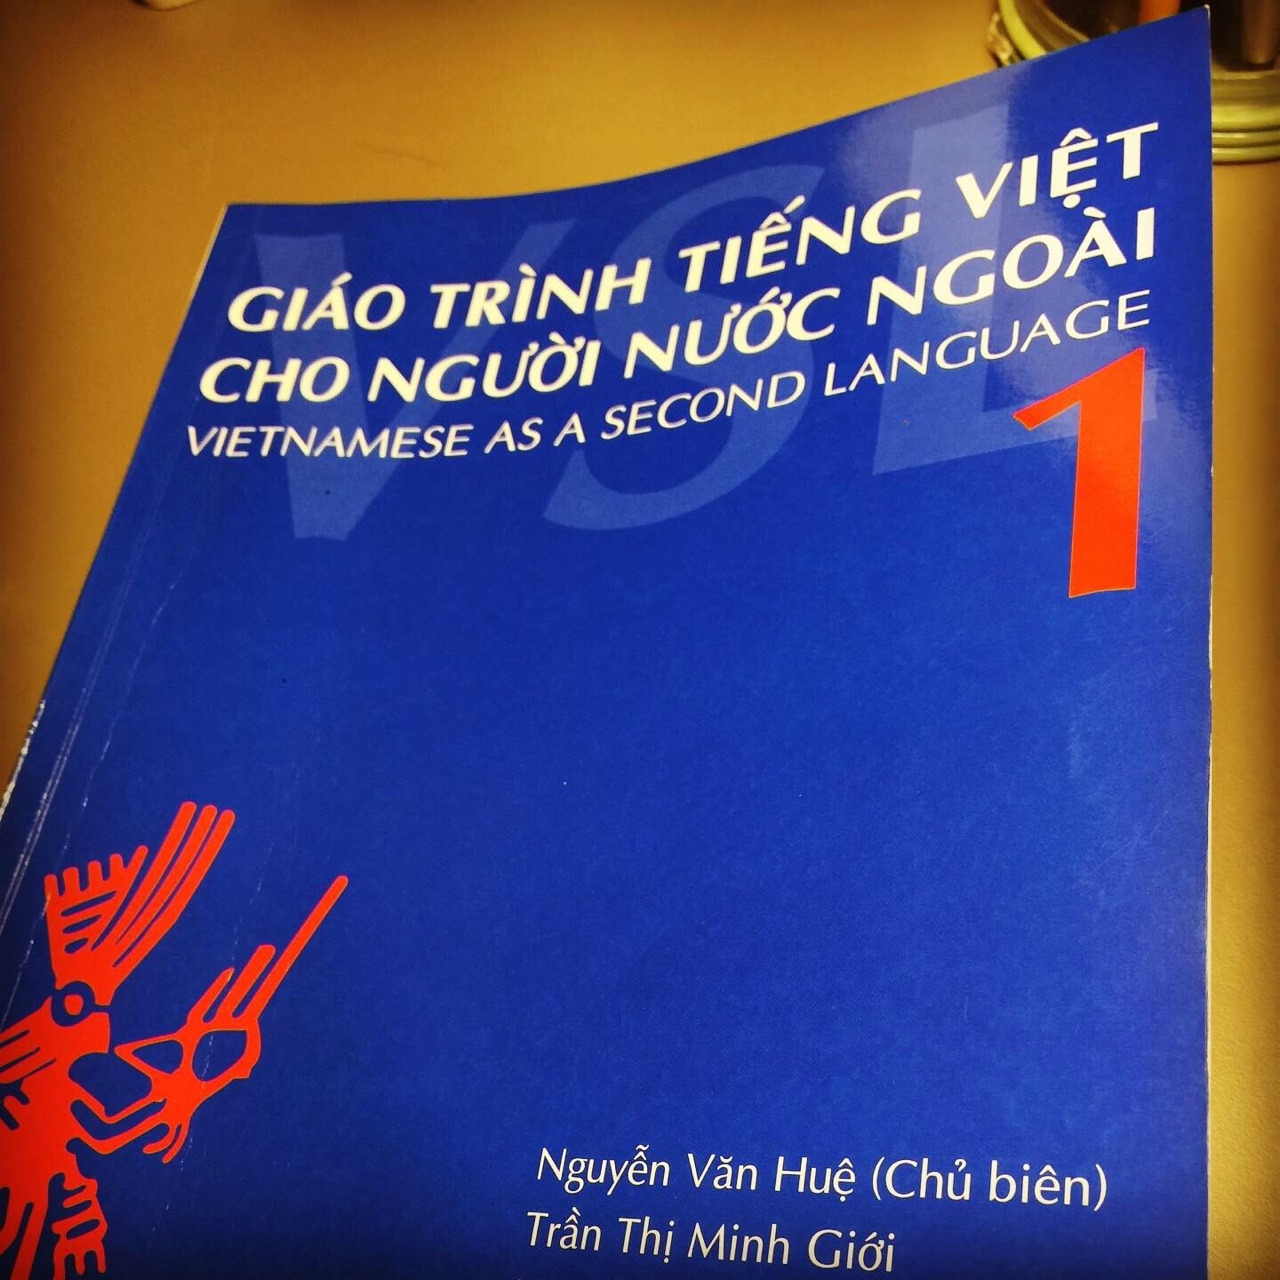 VSL
GIÁO TRÌNH TIẾNG VIỆT
CHO NGƯỜI NƯỚC NGOÀI
VIETNAMESE AS A SECOND LANGUAGE
1
Nguyễn Văn Huệ (Chủ biên)
Trần Thị Minh Giới